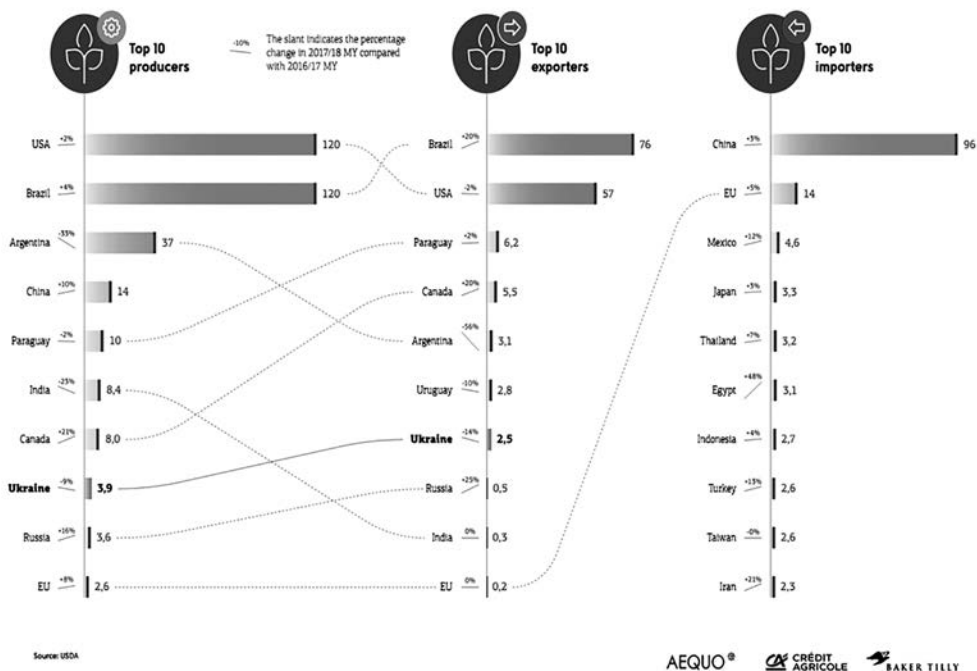 Top 10
producers
-10%
The slant indicates the percentage
change in 2017/18 MY compared
with 2016/17 MY
Top 10
exporters
Top 10
importers
USA +2% 120
Brazil +4% 120
Argentina -33% 37
China +10% 14
Paraguay -2% 10
India -25% 8,4
Canada +21% 8,0
Ukraine -9% 3,9
Russia +16% 3,6
EU +8% 2,6
Brazil +20% 76
USA -2% 57
Paraguay +2% 6,2
Canada +20% 5,5
Argentina -56% 3,1
Uruguay -10% 2,8
Ukraine -14% 2,5
Russia +25% 0,5
India 0% 0,3
EU 0% 0,2
China +3% 96
EU +5% 14
Mexico +12% 4,6
Japan +3% 3,3
Thailand +7% 3,2
Egypt +48% 3,1
Indonesia +4% 2,7
Turkey +15% 2,6
Taiwan -0% 2,6
Iran +21% 2,3
Source: USDA
AEQUO
CA CRÉDIT
AGRICOLE
BAKER TILLY